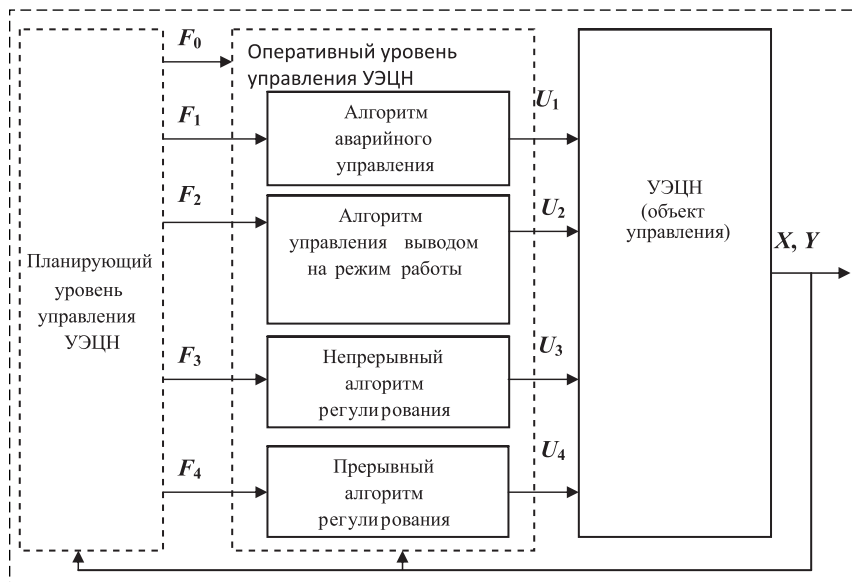 F0
Оперативный уровень
управления УЭЦН
F1
Алгоритм
аварийного
управления
U1
F2
Алгоритм
управления выводом
на режим работы
U2
УЭЦН
(объект
управления)
X, Y
Планирующий
уровень
управления
УЭЦН
F3
Непрерывный
алгоритм
регулирования
U3
F4
Прерывный
алгоритм
регулирования
U4